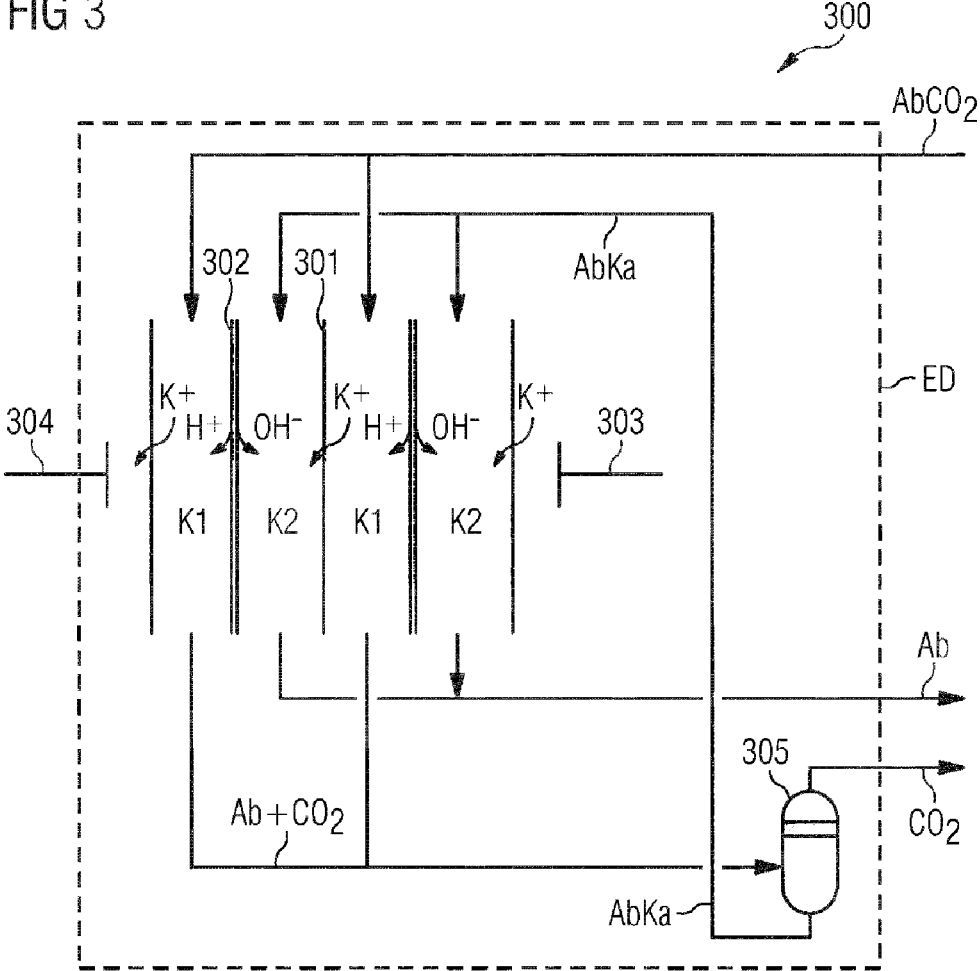 FIG 3
300
AbCO2
AbKa
302
301
ED
304
K+
H+
OH-
K+
H+
OH-
K+
303
K1
K2
K1
K2
Ab
305
CO2
Ab+CO2
AbKa